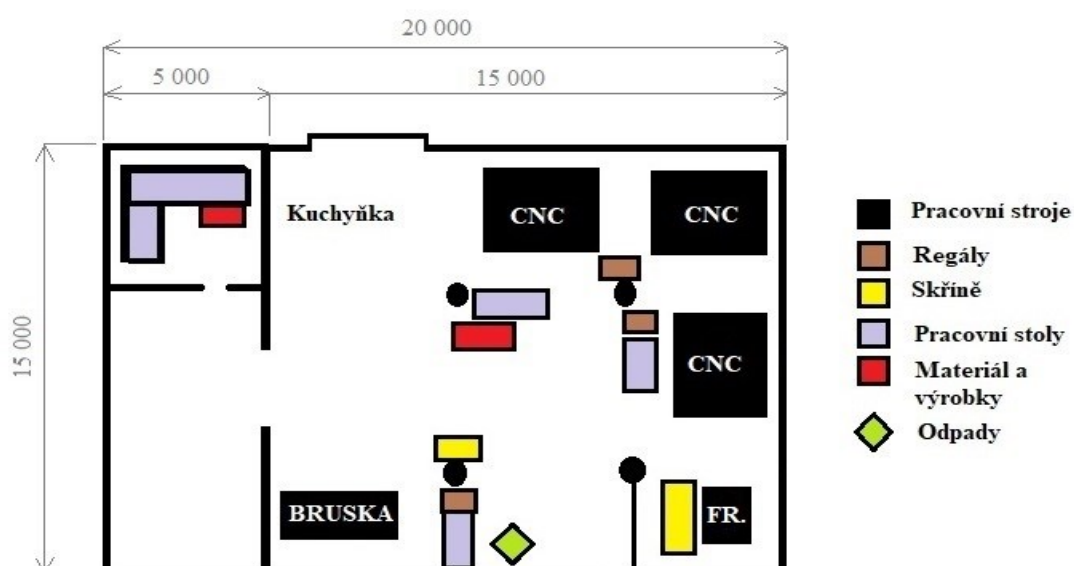 20 000
5 000
15 000
15 000
Kuchyňka
CNC
CNC
CNC
BRUSKA
FR.
Pracovní stroje
Regály
Skříně
Pracovní stoly
Materiál a
výrobky
Odpady